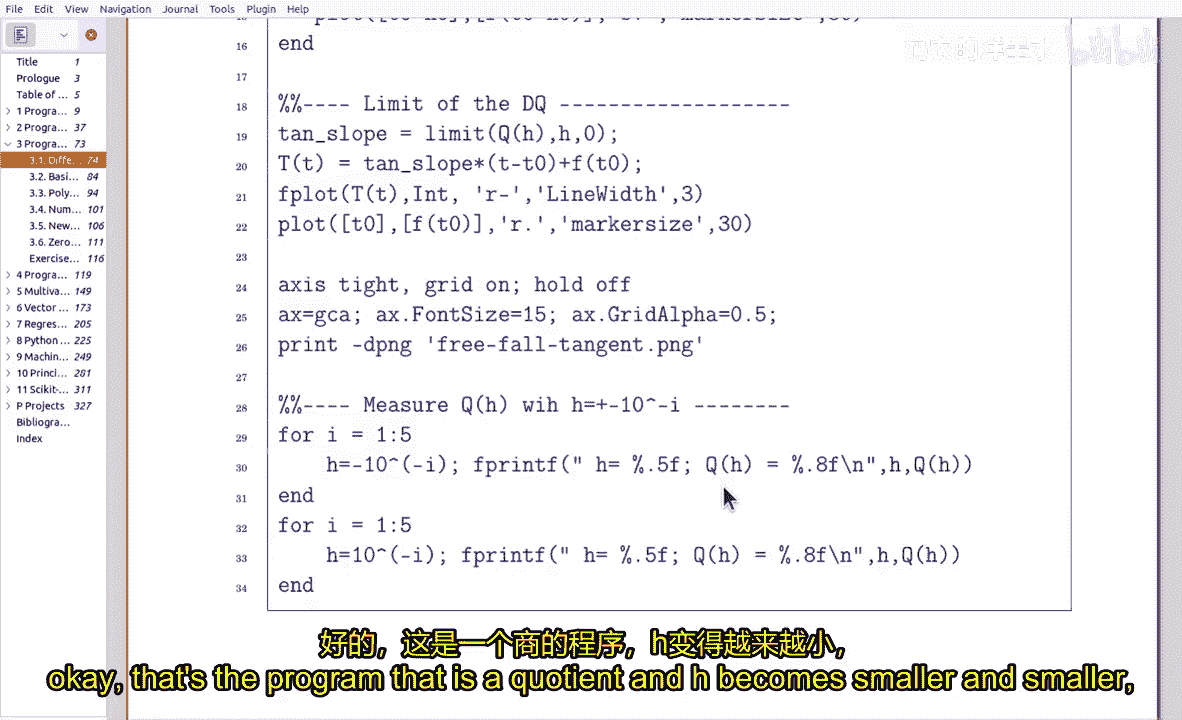 File Edit View Navigation Journal Tools Plugin Help
Title 1
Prologue 3
Table of ... 5
1 Progra... 9
2 Progra... 37
3 Progra... 73
3.1. Diffe... 74
3.2. Basi... 84
3.3. Poly... 94
3.4. Num... 101
3.5. New... 106
3.6. Zero... 111
Exercise... 116
4 Progra... 119
5 Multiva... 149
6 Vector ... 173
7 Regres... 205
8 Python ... 225
9 Machin... 249
10 Princi... 281
11 Scikit-... 311
P Projects 327
Bibliogra...
Index
16 end
17
18 %%---- Limit of the DQ -------------------
19 tan_slope = limit(Q(h),h,0);
20 T(t) = tan_slope*(t-t0)+f(t0);
21 fplot(T(t),Int, 'r-','LineWidth',3)
22 plot([t0],[f(t0)],'r.','markersize',30)
23
24 axis tight, grid on; hold off
25 ax=gca; ax.FontSize=15; ax.GridAlpha=0.5;
26 print -dpng 'free-fall-tangent.png'
27
28 %%---- Measure Q(h) wih h=+-10^-i --------
29 for i = 1:5
30 h=-10^(-i); fprintf(" h= %.5f; Q(h) = %.8f\n",h,Q(h))
31 end
32 for i = 1:5
33 h=10^(-i); fprintf(" h= %.5f; Q(h) = %.8f\n",h,Q(h))
34 end
好的，这是一个商的程序，h变得越来越小，
okay, that's the program that is a quotient and h becomes smaller and smaller,